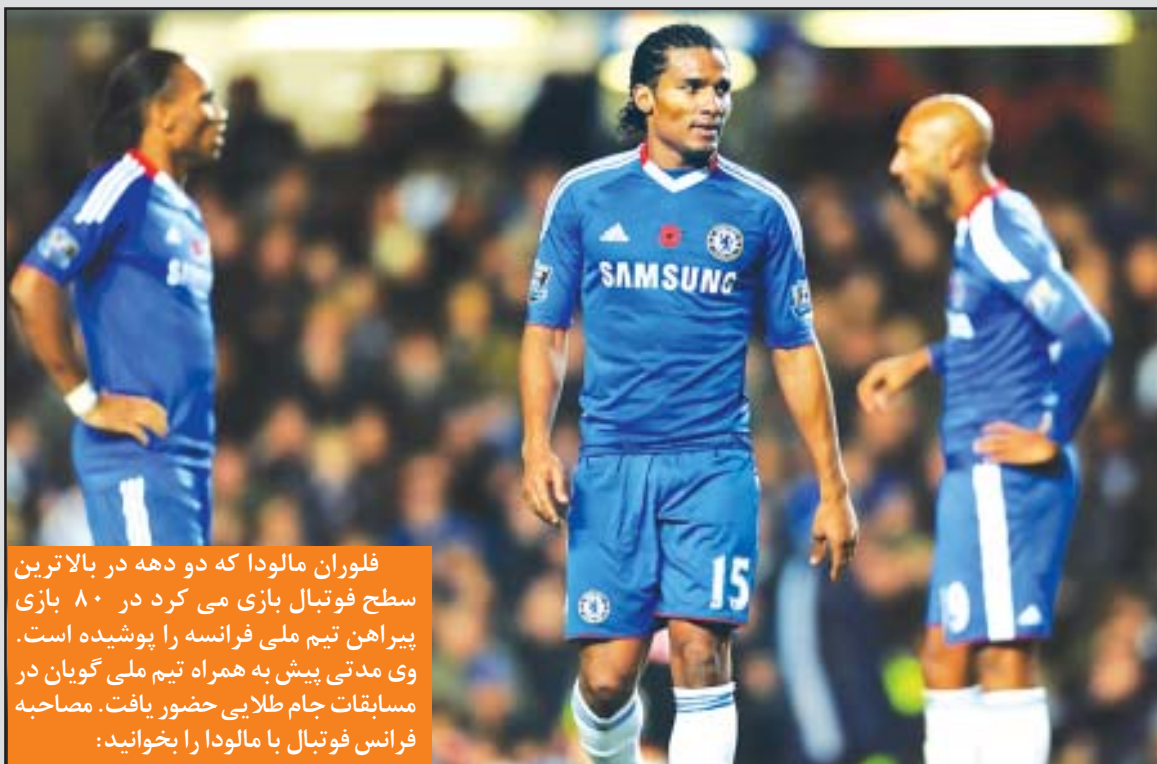 SAMSUNG
15
9
فلوران مالودا که دو دهه در بالاترین
سطح فوتبال بازی می کرد در ۸۰ بازی
پیراهن تیم ملی فرانسه را پوشیده است.
وی مدتی پیش به همراه تیم ملی گویان در
مسابقات جام طلایی حضور یافت. مصاحبه
فرانس فوتبال با مالودا را بخوانید: